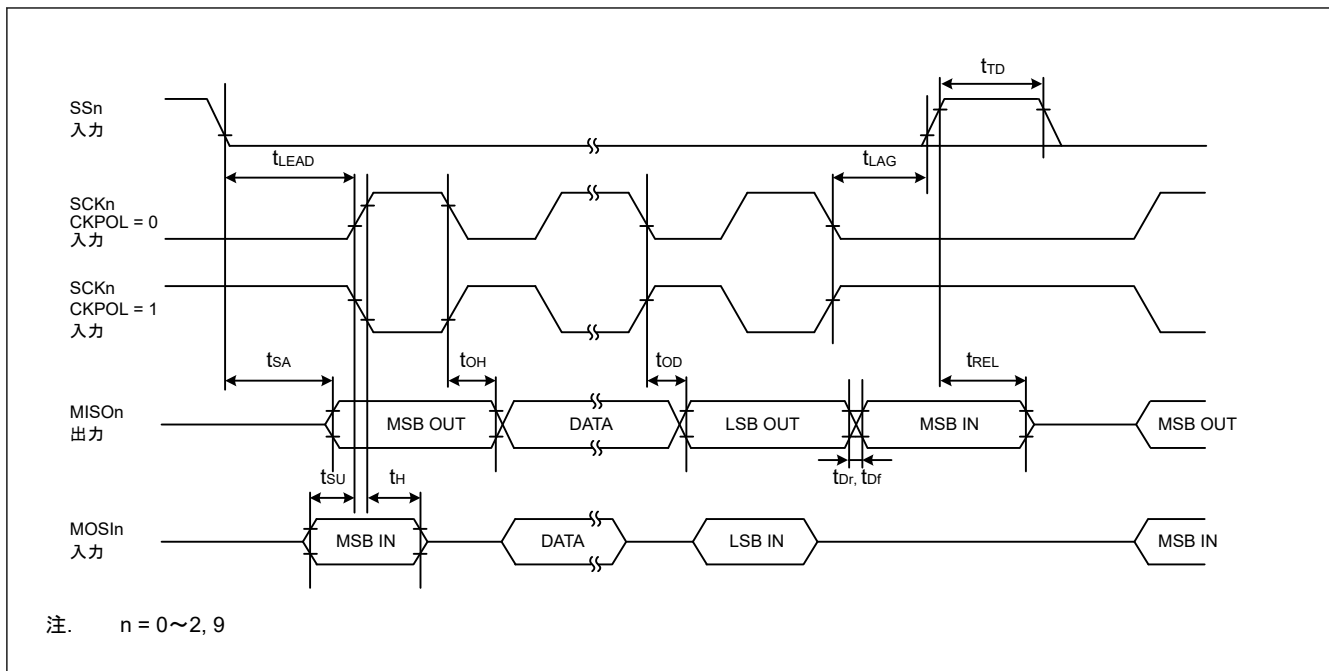 tTD
SSn
入力
tLEAD
tLAG
SCKn
CKPOL = 0
入力
SCKn
CKPOL = 1
入力
tSA
tOH
tOD
tREL
MISOn
出力
MSB OUT
DATA
LSB OUT
MSB IN
MSB OUT
tSU
tH
tDr, tDf
MOSIn
入力
MSB IN
DATA
LSB IN
MSB IN
注. n = 0～2, 9